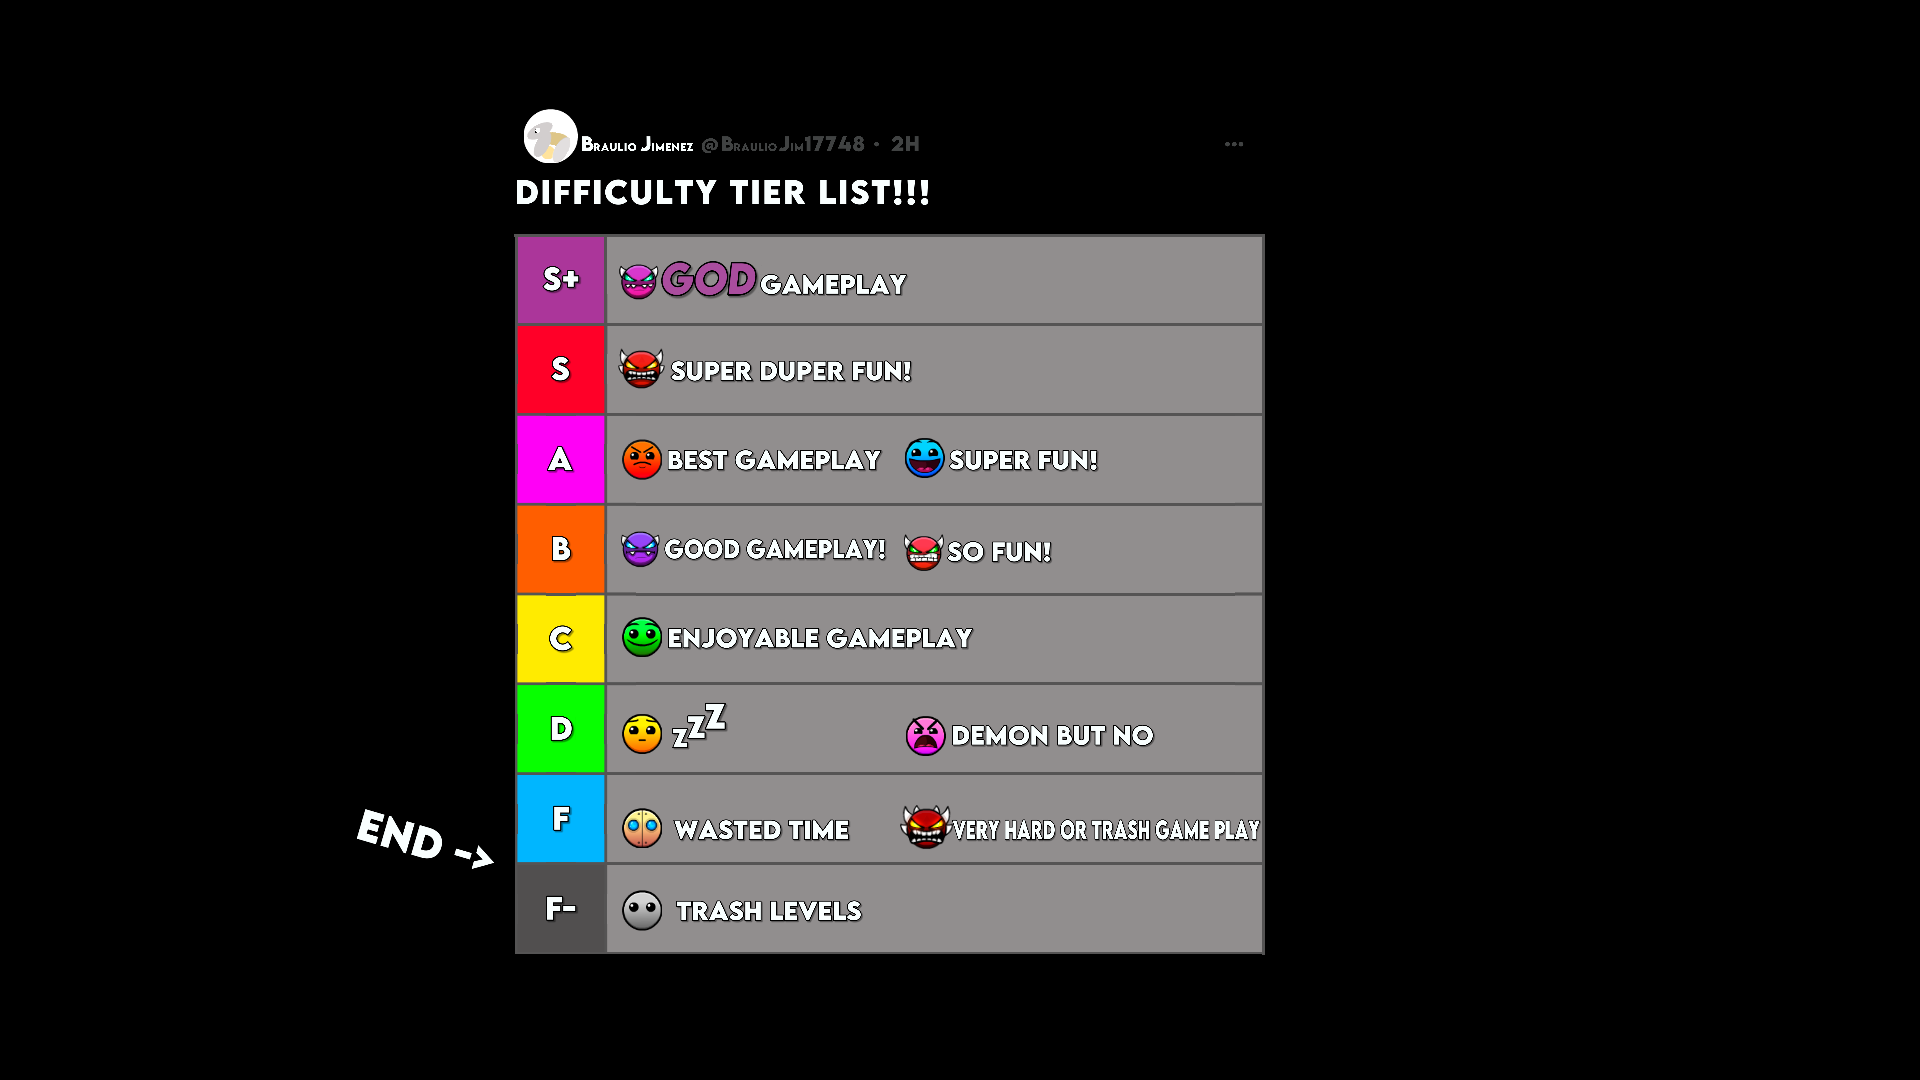 Braulio Jimenez @BraulioJim17748 · 2H
DIFFICULTY TIER LIST!!!
S+ GOD GAMEPLAY
S SUPER DUPER FUN!
A BEST GAMEPLAY SUPER FUN!
B GOOD GAMEPLAY! SO FUN!
C ENJOYABLE GAMEPLAY
D zzZ DEMON BUT NO
F WASTED TIME VERY HARD OR TRASH GAME PLAY
END ->
F- TRASH LEVELS